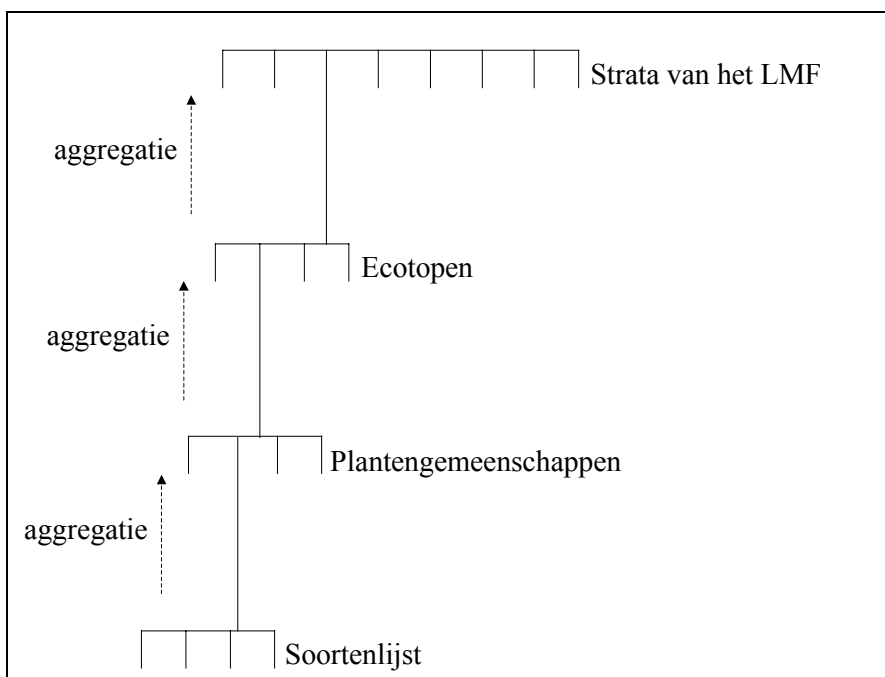 Strata van het LMF
aggregatie
Ecotopen
aggregatie
Plantengemeenschappen
aggregatie
Soortenlijst